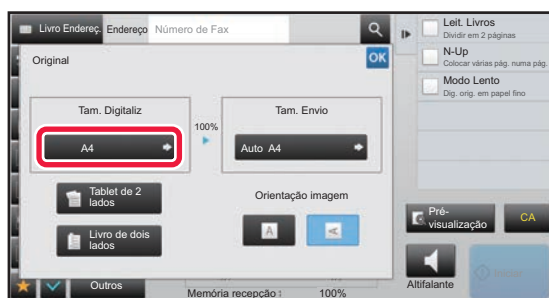 Livro Endereç. Endereço Número de Fax
Original
OK
Tam. Digitaliz
A4
100%
Tam. Envio
Auto A4
Tablet de 2
lados
Livro de dois
lados
Orientação imagem
A
A
Outros
Memória recepção: 100%
Leit. Livros
Dividir em 2 páginas
N-Up
Colocar várias pág. numa pág.
Modo Lento
Dig. orig. em papel fino
Pré-
visualização
CA
Altifalante
Iniciar